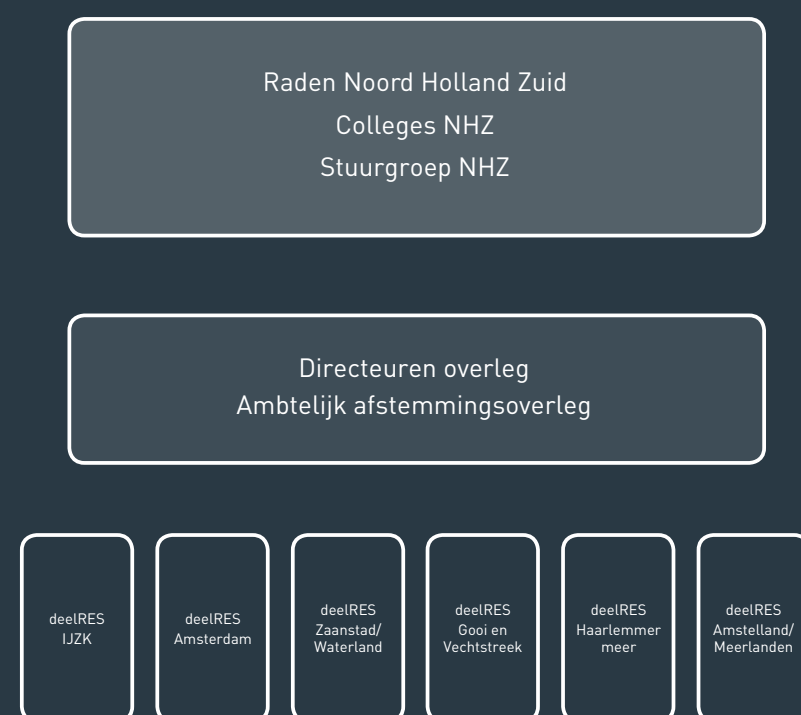 Raden Noord Holland Zuid
Colleges NHZ
Stuurgroep NHZ
Directeuren overleg
Ambtelijk afstemmingsoverleg
deelRES
IJZK
deelRES
Amsterdam
deelRES
Zaanstad/
Waterland
deelRES
Gooi en
Vechtstreek
deelRES
Haarlemmer
meer
deelRES
Amstelland/
Meerlanden